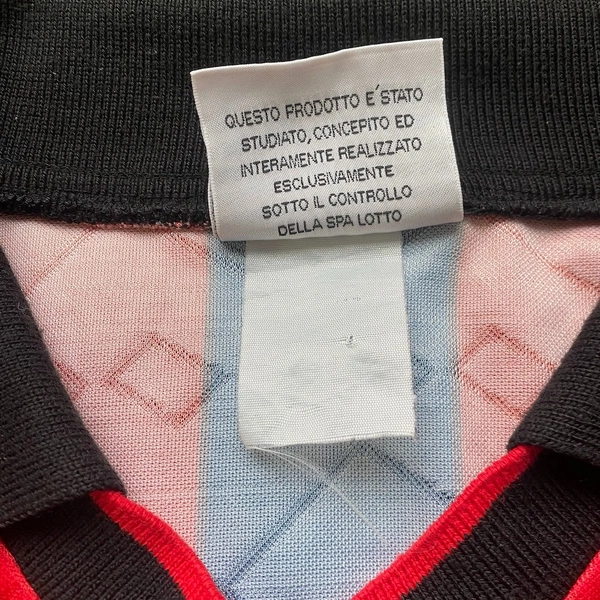 QUESTO PRODOTTO E´STATO
STUDIATO, CONCEPITO ED
INTERAMENTE REALIZZATO
ESCLUSIVAMENTE
SOTTO IL CONTROLLO
DELLA SPA LOTTO